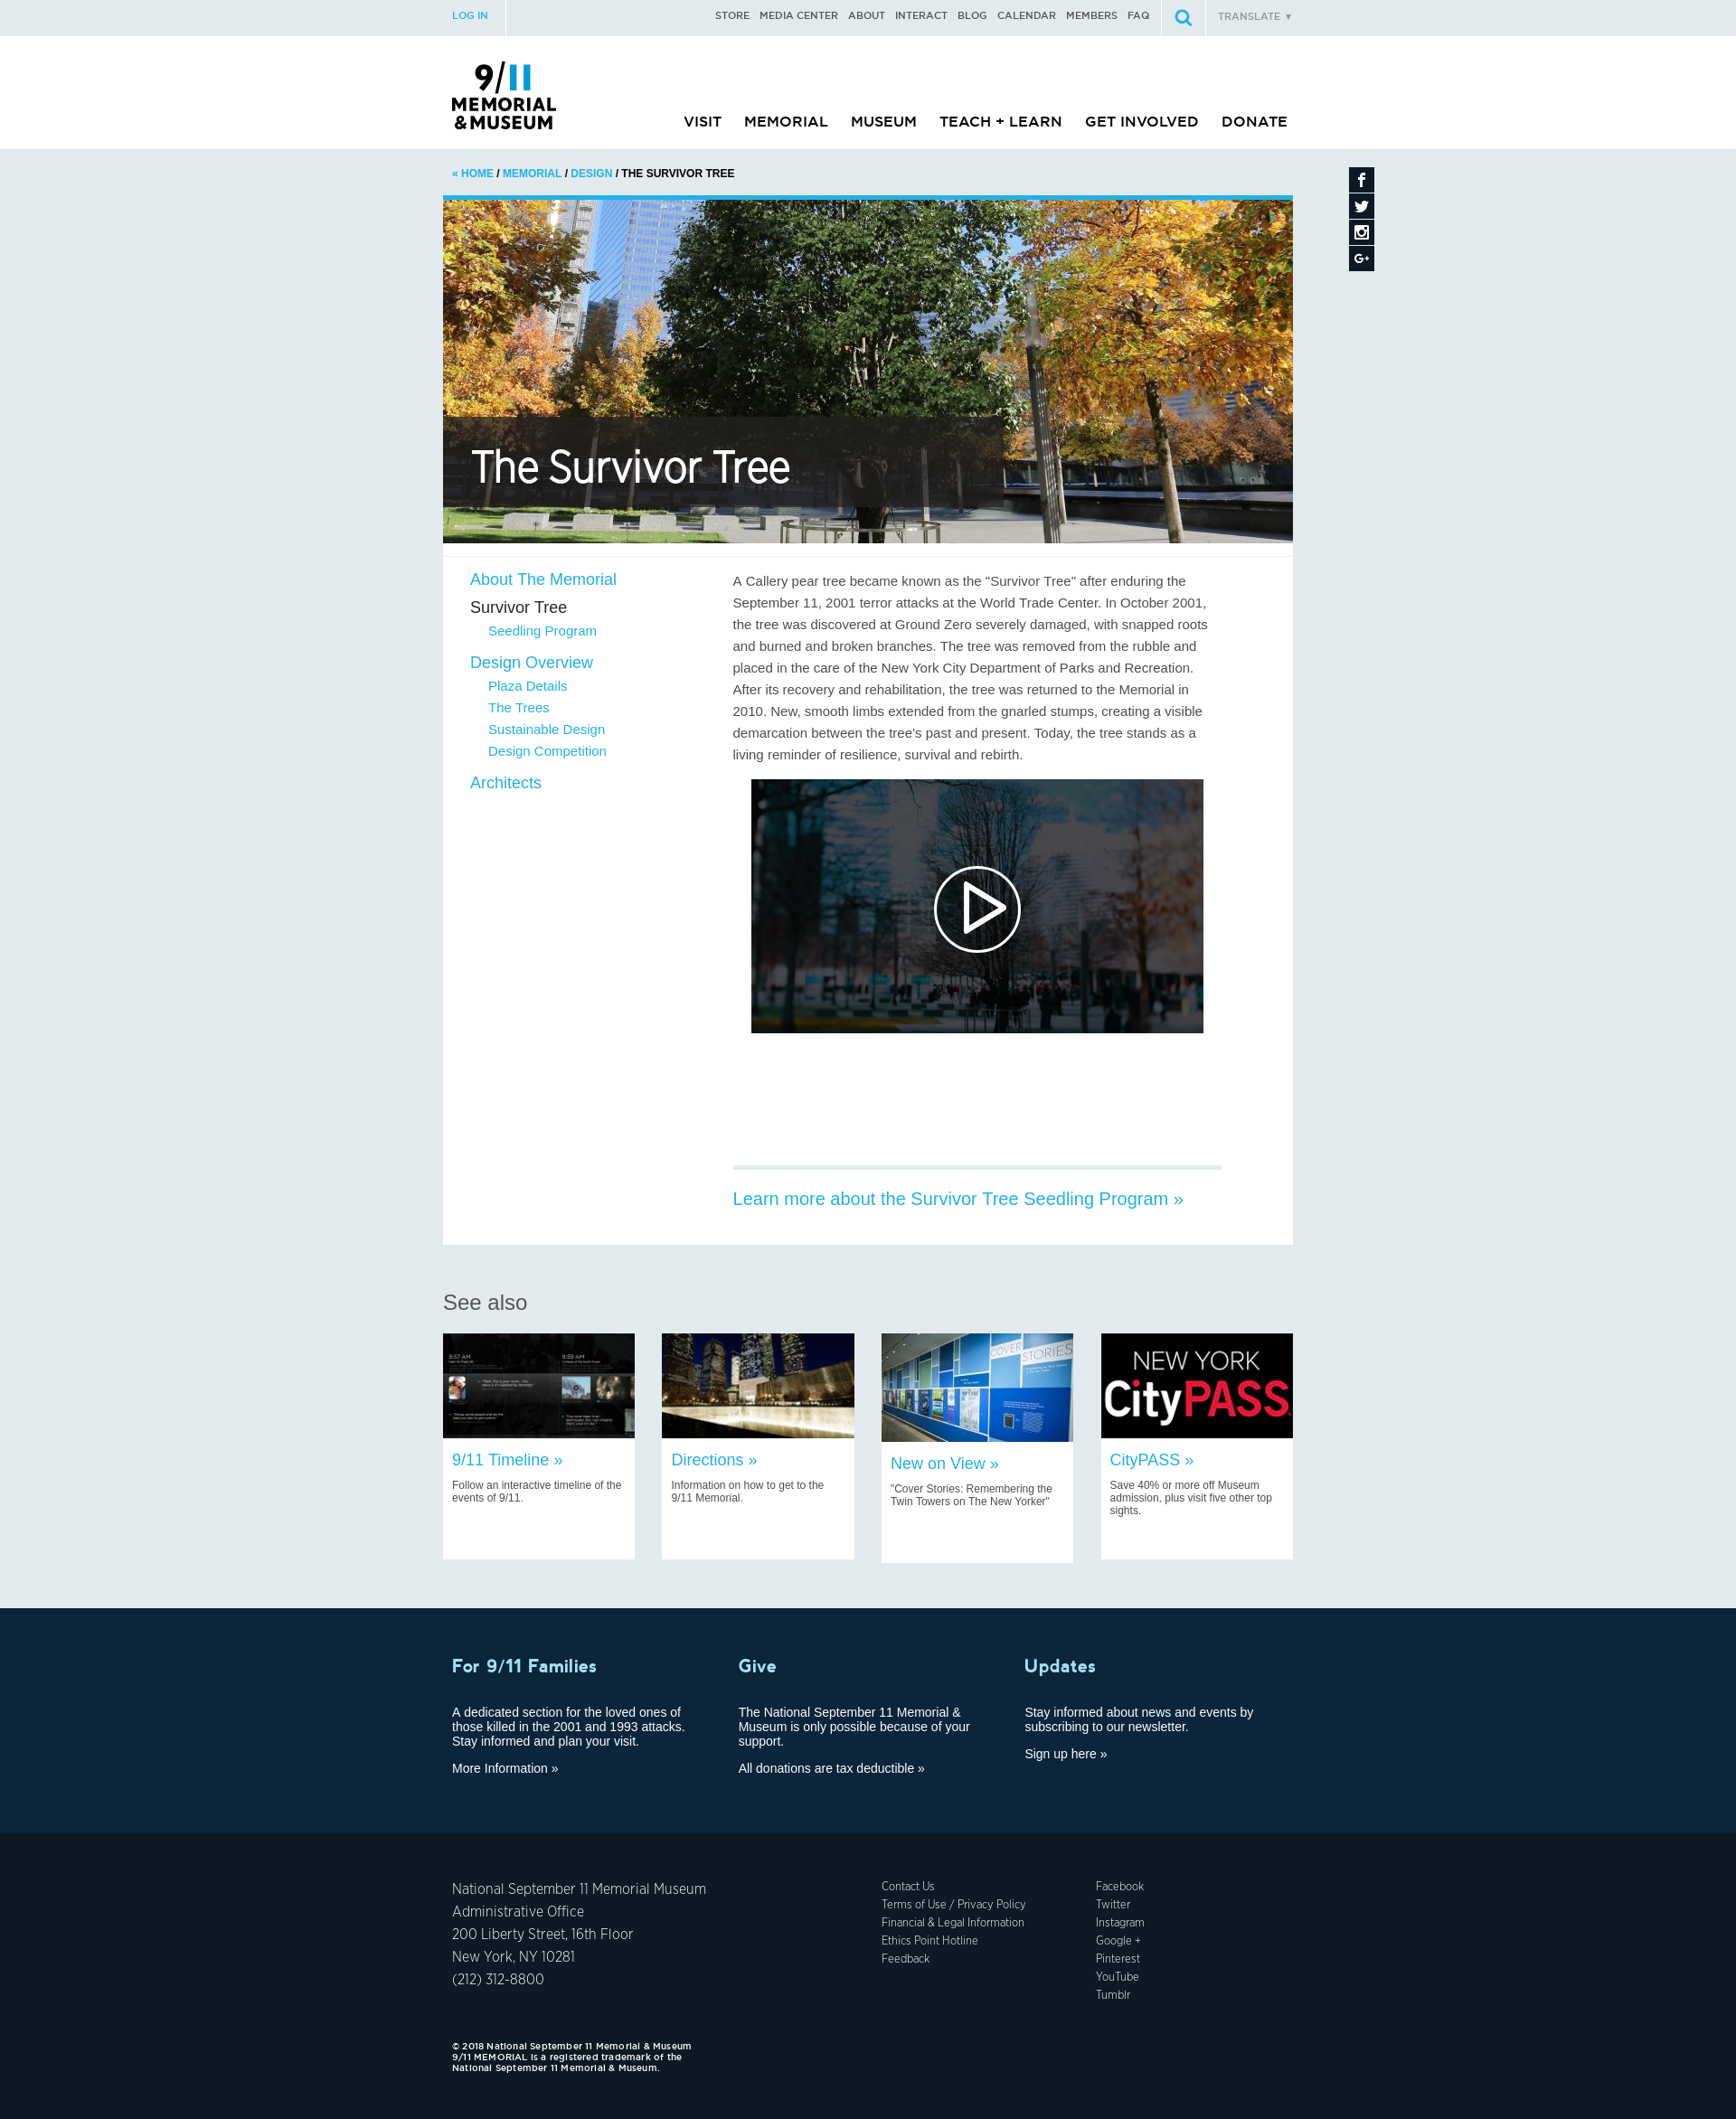 LOG IN
STORE MEDIA CENTER ABOUT INTERACT BLOG CALENDAR MEMBERS FAQ
TRANSLATE ▼
9/11
MEMORIAL
& MUSEUM
VISIT MEMORIAL MUSEUM TEACH + LEARN GET INVOLVED DONATE
« HOME / MEMORIAL / DESIGN / THE SURVIVOR TREE
The Survivor Tree
About The Memorial
Survivor Tree
Seedling Program
Design Overview
Plaza Details
The Trees
Sustainable Design
Design Competition
Architects
A Callery pear tree became known as the "Survivor Tree" after enduring the
September 11, 2001 terror attacks at the World Trade Center. In October 2001,
the tree was discovered at Ground Zero severely damaged, with snapped roots
and burned and broken branches. The tree was removed from the rubble and
placed in the care of the New York City Department of Parks and Recreation.
After its recovery and rehabilitation, the tree was returned to the Memorial in
2010. New, smooth limbs extended from the gnarled stumps, creating a visible
demarcation between the tree's past and present. Today, the tree stands as a
living reminder of resilience, survival and rebirth.
Learn more about the Survivor Tree Seedling Program »
See also
9:57 AM
9:59 AM
COVER STORIES
NEW YORK
CityPASS
9/11 Timeline »
Follow an interactive timeline of the
events of 9/11.
Directions »
Information on how to get to the
9/11 Memorial.
New on View »
"Cover Stories: Remembering the
Twin Towers on The New Yorker"
CityPASS »
Save 40% or more off Museum
admission, plus visit five other top
sights.
For 9/11 Families
A dedicated section for the loved ones of
those killed in the 2001 and 1993 attacks.
Stay informed and plan your visit.
More Information »
Give
The National September 11 Memorial &
Museum is only possible because of your
support.
All donations are tax deductible »
Updates
Stay informed about news and events by
subscribing to our newsletter.
Sign up here »
National September 11 Memorial Museum
Administrative Office
200 Liberty Street, 16th Floor
New York, NY 10281
(212) 312-8800
Contact Us
Terms of Use / Privacy Policy
Financial & Legal Information
Ethics Point Hotline
Feedback
Facebook
Twitter
Instagram
Google +
Pinterest
YouTube
Tumblr
© 2018 National September 11 Memorial & Museum
9/11 MEMORIAL is a registered trademark of the
National September 11 Memorial & Museum.